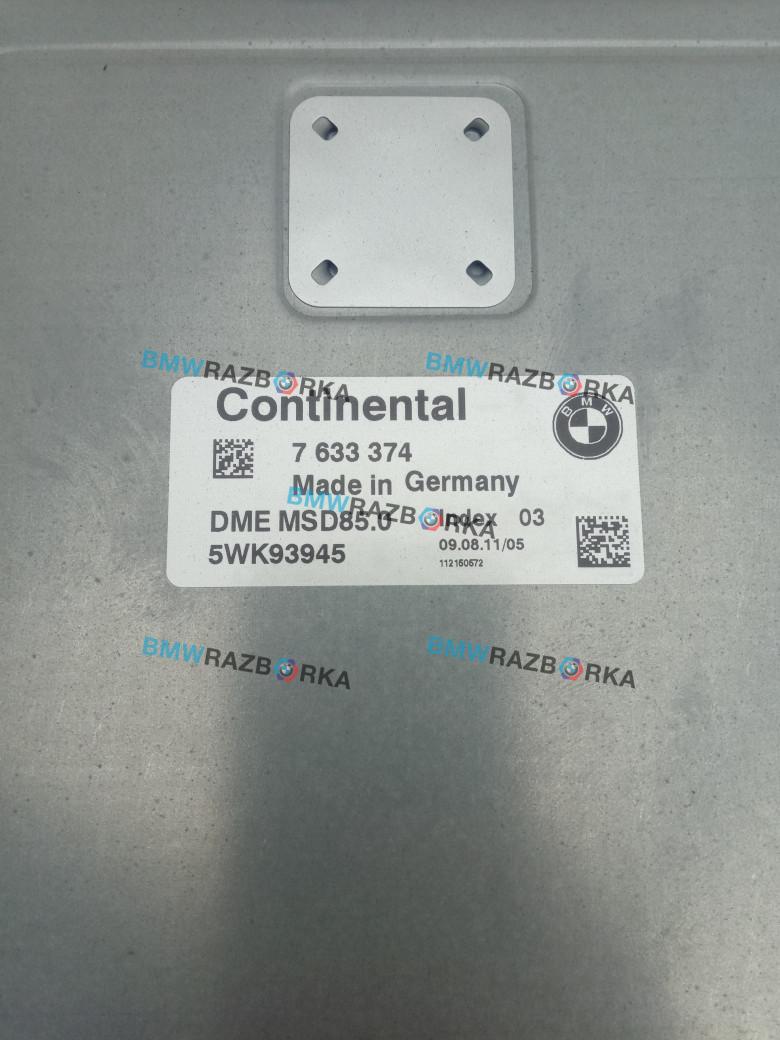 BMWRAZBORKA
BMWRAZBORKA
Continental
BMW
7 633 374
Made in Germany
BMWRAZBORKA
DME MSD85.0
Index 03
5WK93945
09.08.11/05
112150572
BMWRAZBORKA
BMWRAZBORKA